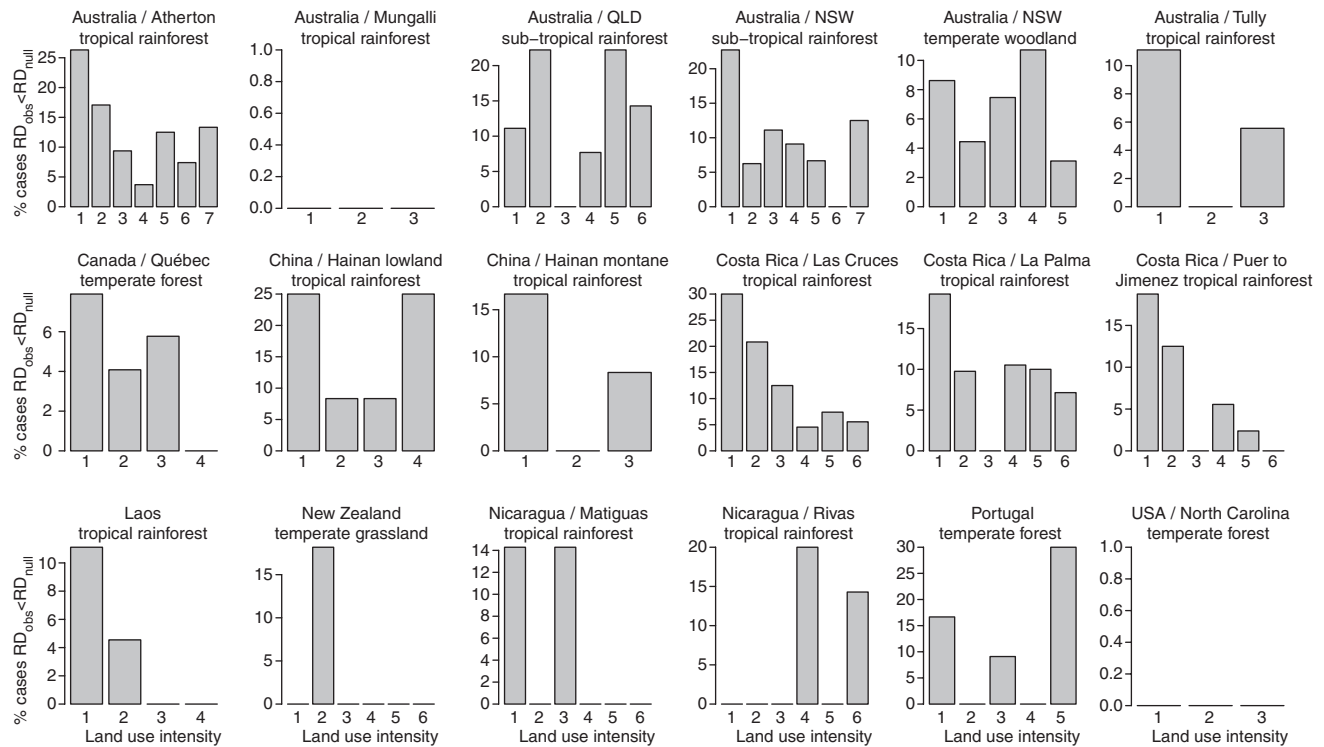 Australia / Atherton
tropical rainforest
Australia / Mungalli
tropical rainforest
Australia / QLD
sub−tropical rainforest
Australia / NSW
sub−tropical rainforest
Australia / NSW
temperate woodland
Australia / Tully
tropical rainforest
% cases RDobs<RDnull
25
20
15
10
5
0
1 2 3 4 5 6 7
1.0
0.8
0.6
0.4
0.2
0.0
1 2 3
20
15
10
5
0
1 2 3 4 5 6
20
15
10
5
0
1 2 3 4 5 6 7
10
8
6
4
2
0
1 2 3 4 5
10
8
6
4
2
0
1 2 3
Canada / Québec
temperate forest
China / Hainan lowland
tropical rainforest
China / Hainan montane
tropical rainforest
Costa Rica / Las Cruces
tropical rainforest
Costa Rica / La Palma
tropical rainforest
Costa Rica / Puer to
Jimenez tropical rainforest
% cases RDobs<RDnull
6
4
2
0
1 2 3 4
25
20
15
10
5
0
1 2 3 4
15
10
5
0
1 2 3
30
25
20
15
10
5
0
1 2 3 4 5 6
15
10
5
0
1 2 3 4 5 6
15
10
5
0
1 2 3 4 5 6
Laos
tropical rainforest
New Zealand
temperate grassland
Nicaragua / Matiguas
tropical rainforest
Nicaragua / Rivas
tropical rainforest
Portugal
temperate forest
USA / North Carolina
temperate forest
% cases RDobs<RDnull
10
8
6
4
2
0
1 2 3 4
Land use intensity
15
10
5
0
1 2 3 4 5 6
Land use intensity
14
12
10
8
6
4
2
0
1 2 3 4 5 6
Land use intensity
20
15
10
5
0
1 2 3 4 5 6
Land use intensity
30
25
20
15
10
5
0
1 2 3 4 5
Land use intensity
1.0
0.8
0.6
0.4
0.2
0.0
1 2 3
Land use intensity